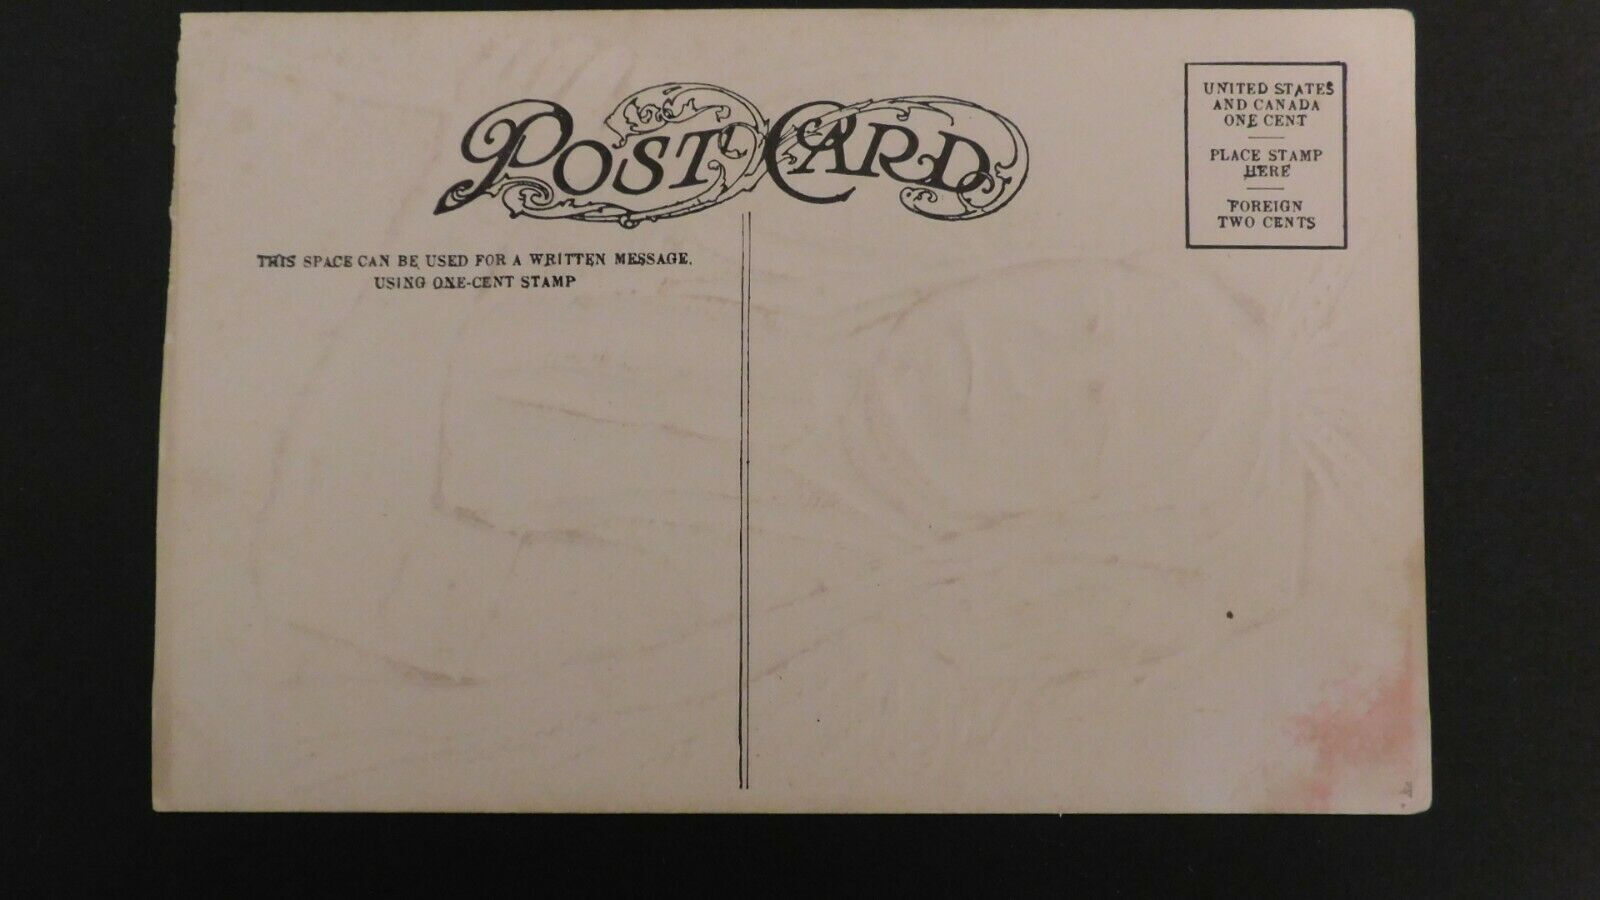 POST CARD
UNITED STATES
AND CANADA
ONE CENT
PLACE STAMP
HERE
FOREIGN
TWO CENTS
THIS SPACE CAN BE USED FOR A WRITTEN MESSAGE,
USING ONE-CENT STAMP